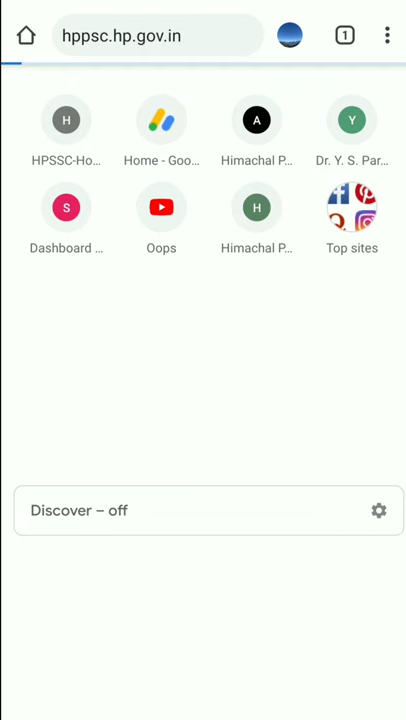 hppsc.hp.gov.in
1
H
A
Y
HPSSC-Ho...
Home - Goo...
Himachal P...
Dr. Y. S. Par...
S
H
Dashboard ...
Oops
Himachal P...
Top sites
Discover – off